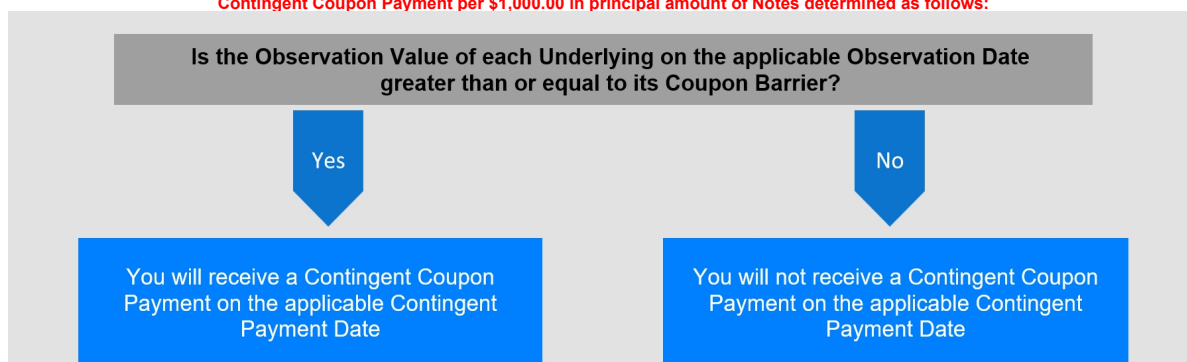 Contingent Coupon Payment per $1,000.00 in principal amount of Notes determined as follows:
Is the Observation Value of each Underlying on the applicable Observation Date
greater than or equal to its Coupon Barrier?
Yes
No
You will receive a Contingent Coupon
Payment on the applicable Contingent
Payment Date
You will not receive a Contingent Coupon
Payment on the applicable Contingent
Payment Date